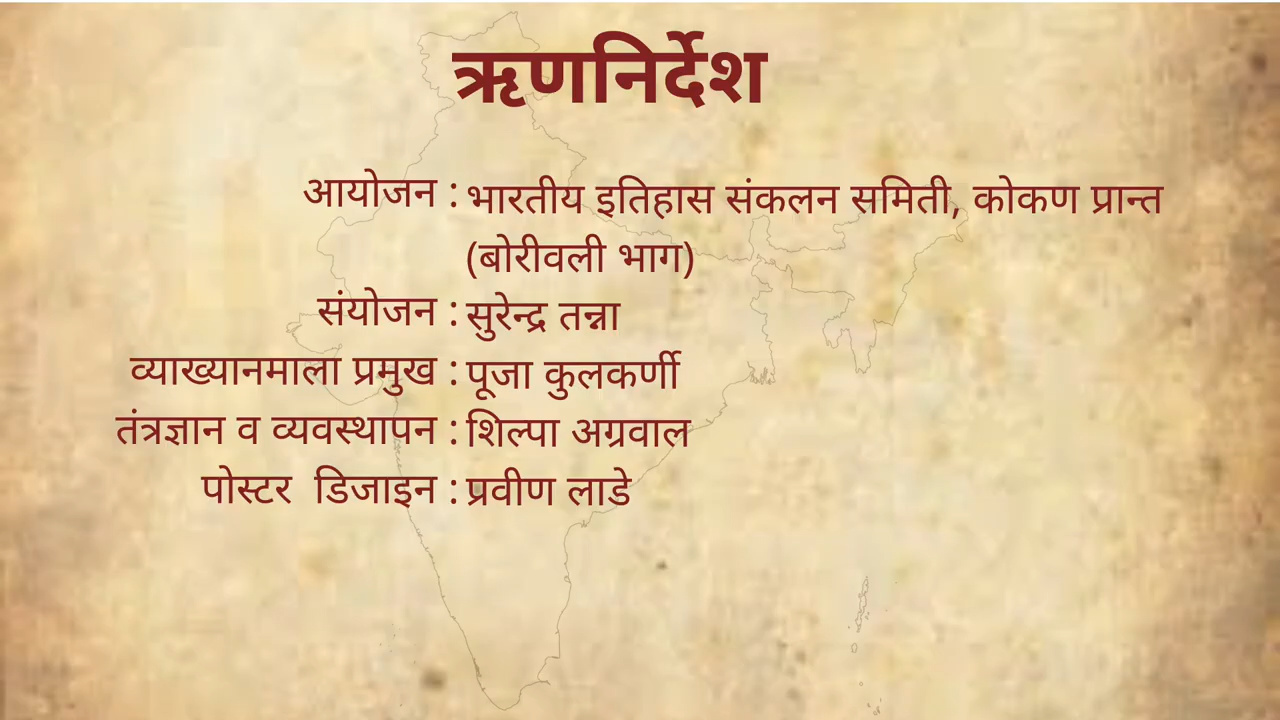 ऋणनिर्देश
आयोजन : भारतीय इतिहास संकलन समिती, कोकण प्रान्त
(बोरीवली भाग)
संयोजन : सुरेन्द्र तन्ना
व्याख्यानमाला प्रमुख : पूजा कुलकर्णी
तंत्रज्ञान व व्यवस्थापन : शिल्पा अग्रवाल
पोस्टर डिजाइन : प्रवीण लाडे